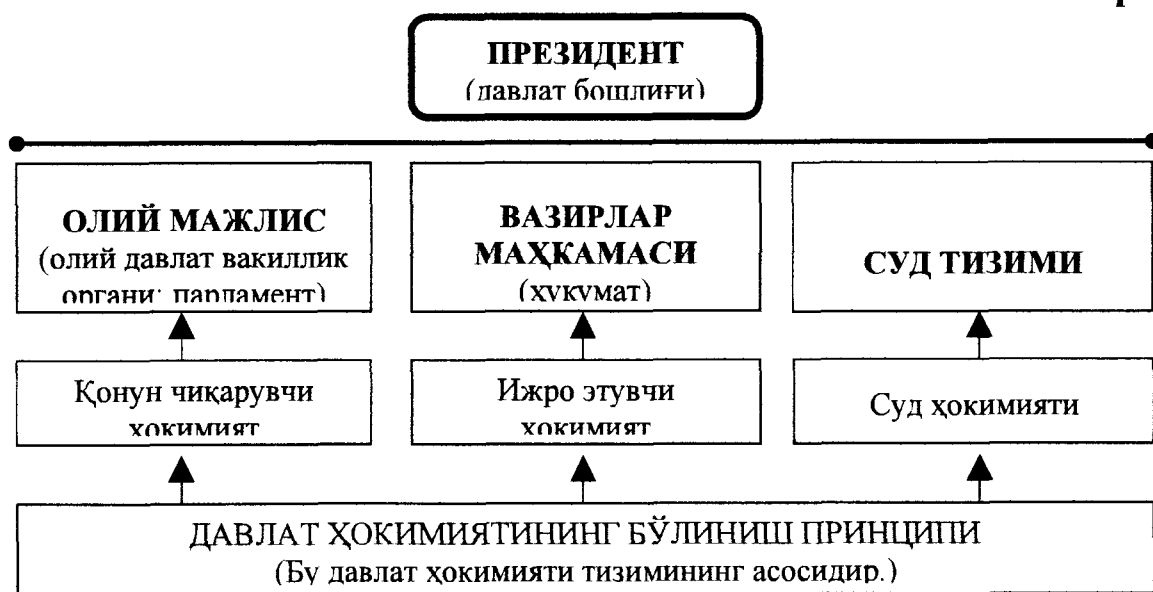 ПРЕЗИДЕНТ
(давлат бошлиғи)
ОЛИЙ МАЖЛИС
(олий давлат вакиллик
органи: парламент)
ВАЗИРЛАР
МАҲКАМАСИ
(ҳукумат)
СУД ТИЗИМИ
Қонун чиқарувчи
ҳокимият
Ижро этувчи
ҳокимият
Суд ҳокимияти
ДАВЛАТ ҲОКИМИЯТИНИНГ БЎЛИНИШ ПРИНЦИПИ
(Бу давлат ҳокимияти тизимининг асосидир.)